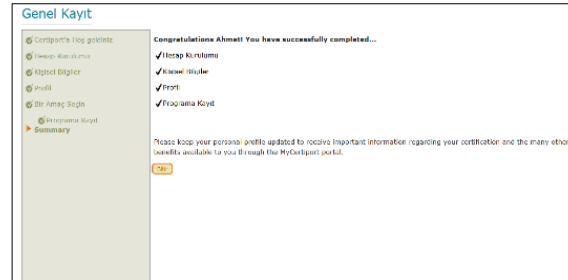 Genel Kayıt
Certiport'a Hoş geldiniz
Hesap Kurulumu
Kişisel Bilgiler
Profil
Bir Amaç Seçin
Programa Kayıt
Summary
Congratulations Ahmet! You have successfully completed...
Hesap Kurulumu
Kişisel Bilgiler
Profil
Programa Kayıt
Please keep your personal profile updated to receive important information regarding your certification and the many other
benefits available to you through the MyCertiport portal.